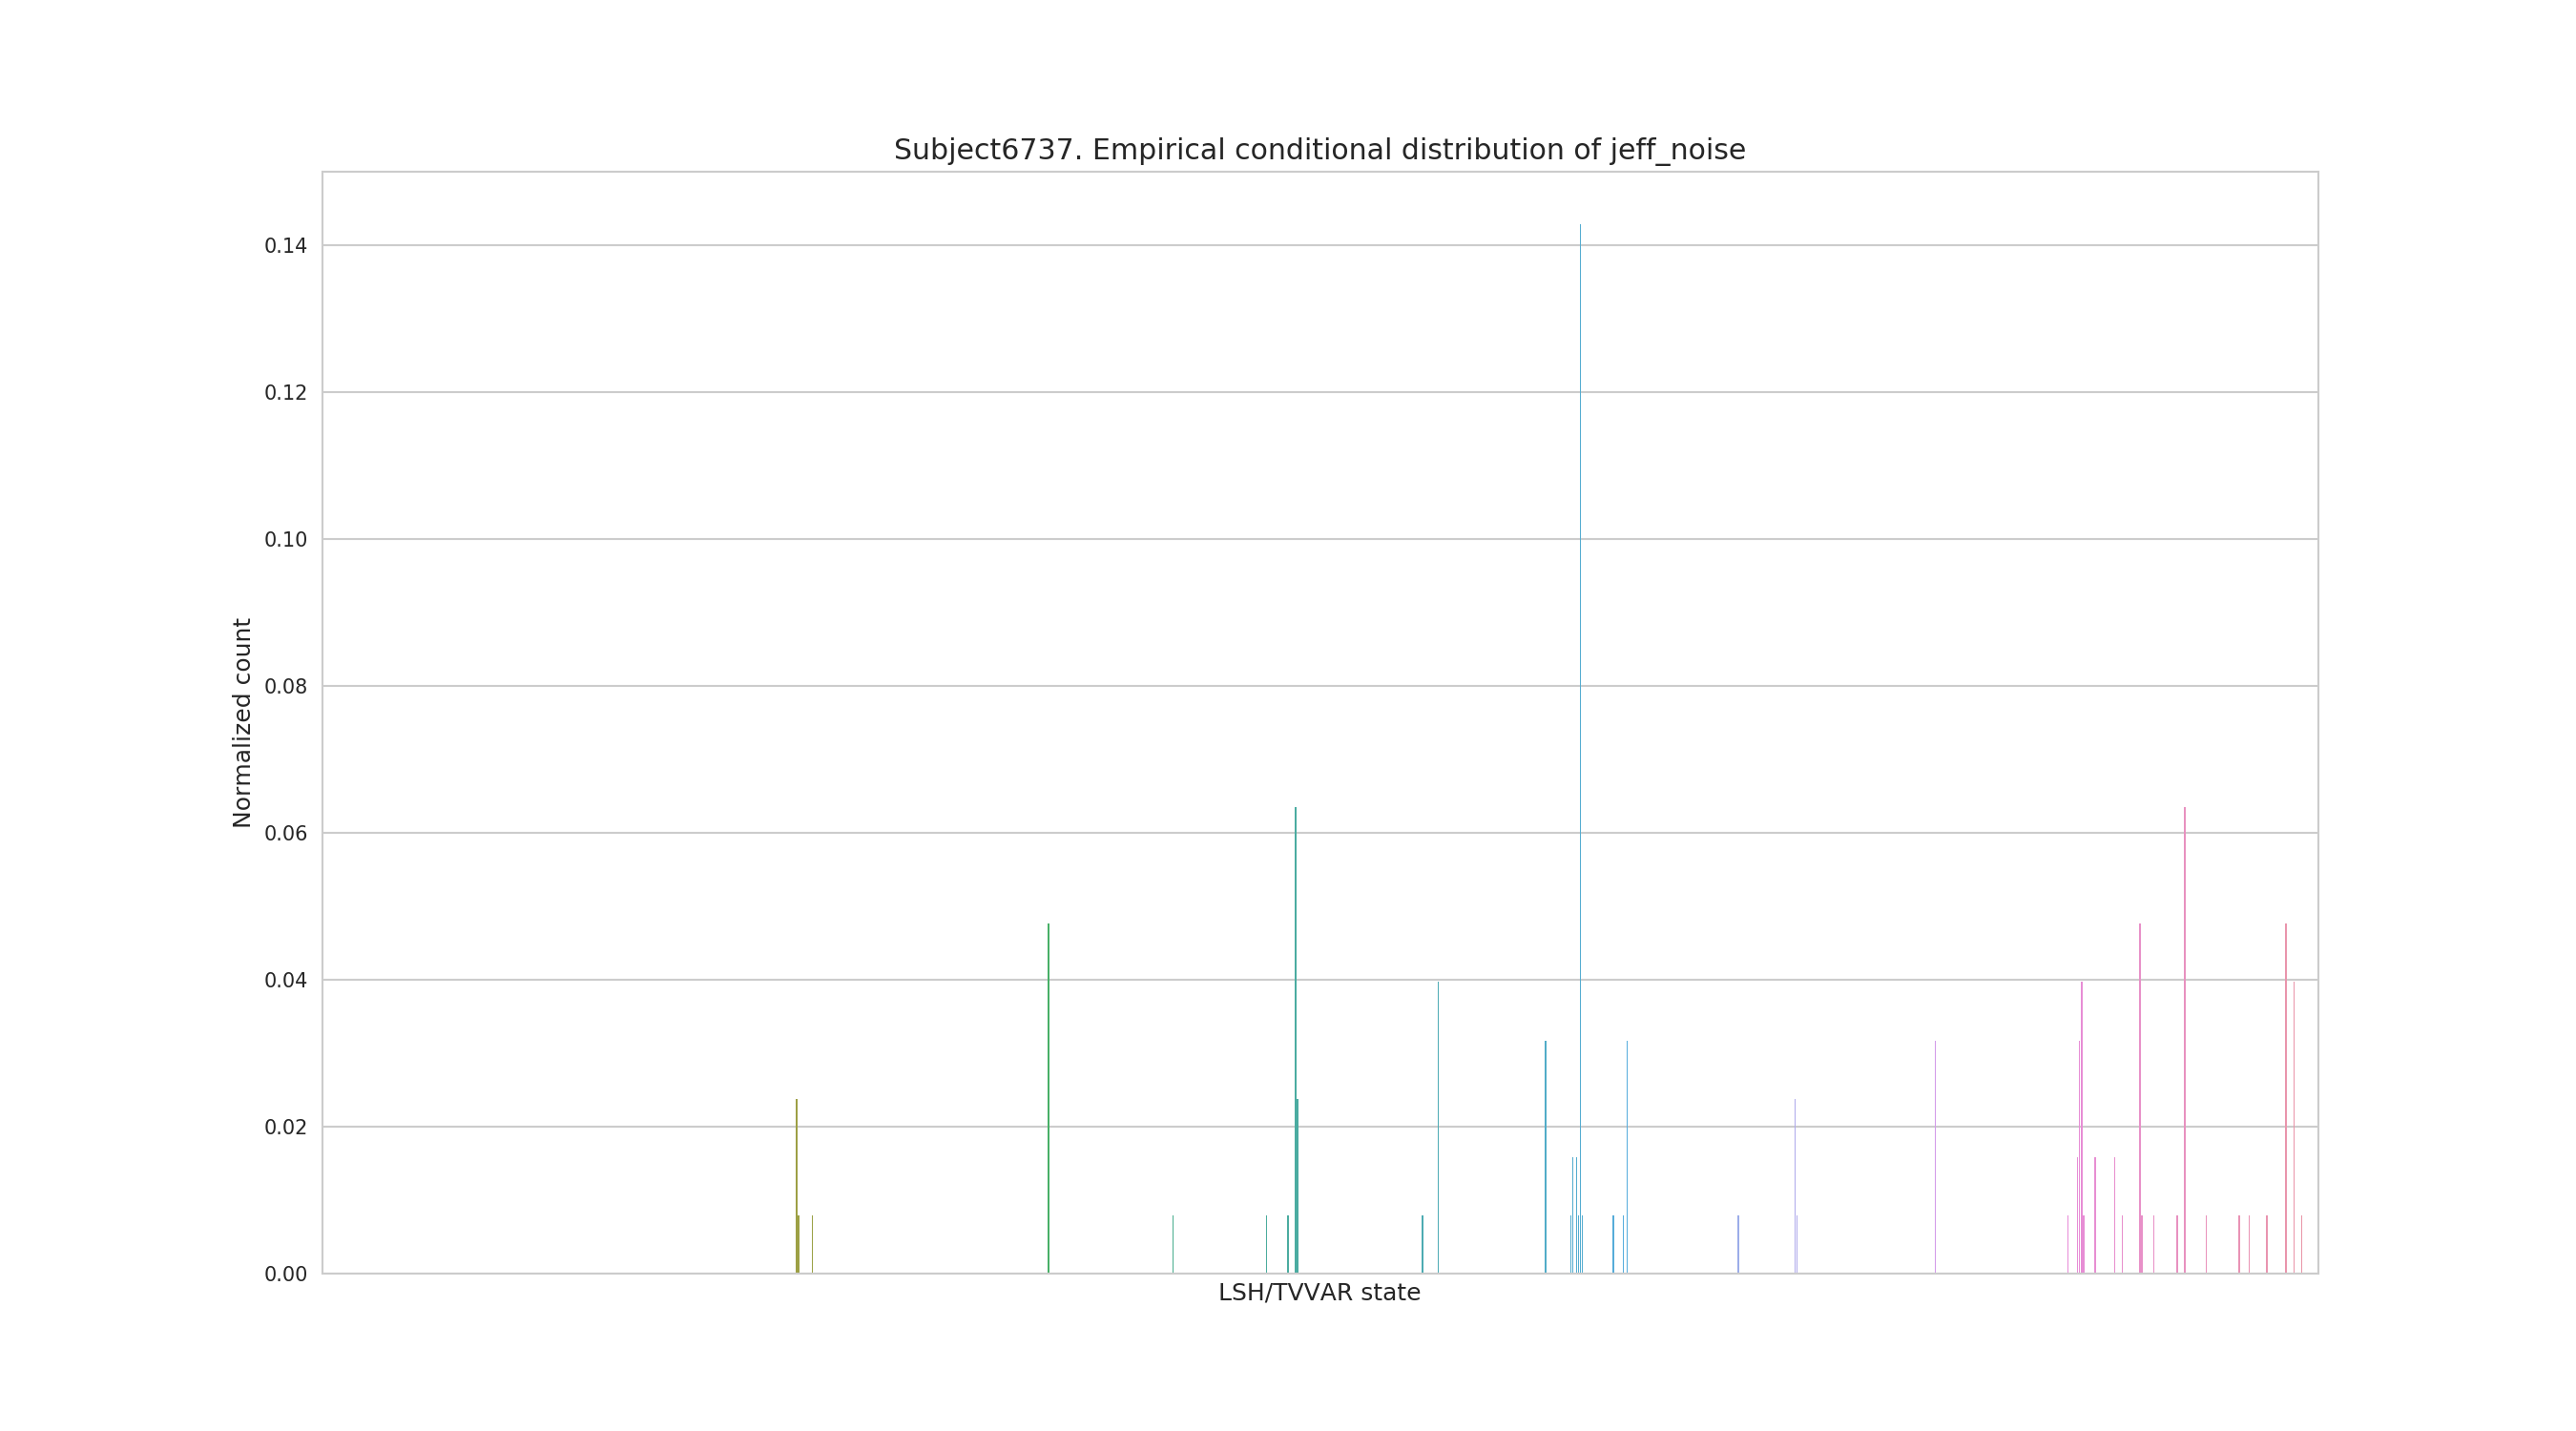 Subject6737. Empirical conditional distribution of jeff_noise
Normalized count
0.14
0.12
0.10
0.08
0.06
0.04
0.02
0.00
LSH/TVVAR state